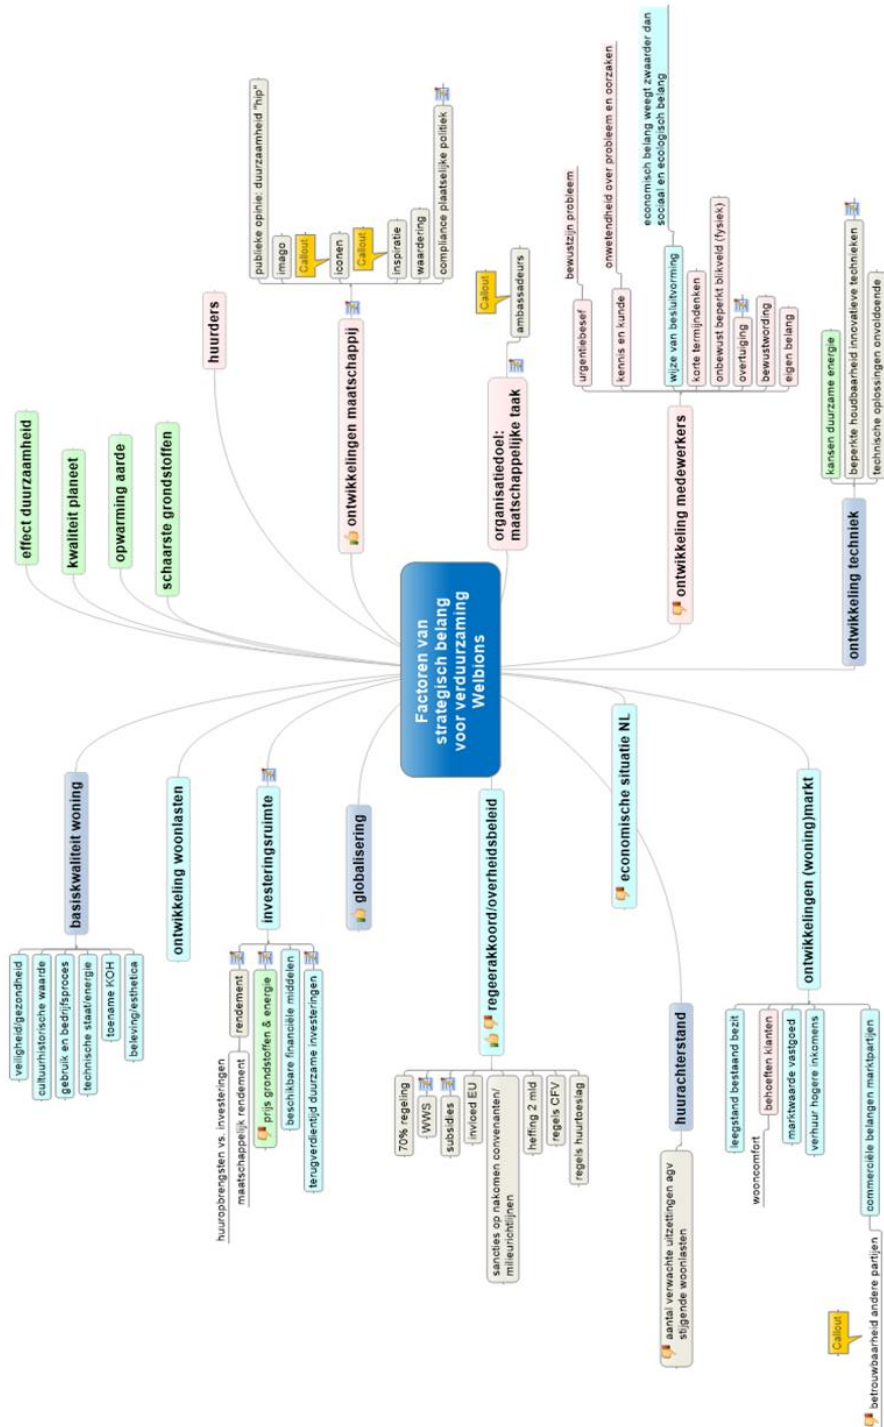 Factoren van
strategisch belang
voor verduurzaming
Welbions
effect duurzaamheid
kwaliteit planeet
opwarming aarde
schaarste grondstoffen
huurders
ontwikkelingen maatschappij
publieke opinie: duurzaamheid "hip"
imago
Callout
iconen
Callout
inspiratie
waardering
compliance plaatselijke politiek
organisatiedoel:
maatschappelijke taak
Callout
ambassadeurs
ontwikkeling medewerkers
urgentiebesef
bewustzijn probleem
kennis en kunde
onwetendheid over probleem en oorzaken
wijze van besluitvorming
economisch belang weegt zwaarder dan
sociaal en ecologisch belang
korte termijndenken
onbewust beperkt blikveld (fysiek)
overtuiging
bewustwording
eigen belang
ontwikkeling techniek
kansen duurzame energie
beperkte houdbaarheid innovatieve technieken
technische oplossingen onvoldoende
basiskwaliteit woning
veiligheid/gezondheid
cultuurhistorische waarde
gebruik en bedrijfsproces
technische staat/energie
toename KOH
beleving/esthetica
ontwikkeling woonlasten
investeringsruimte
rendement
huuropbrengsten vs. investeringen
maatschappelijk rendement
prijs grondstoffen & energie
beschikbare financiële middelen
terugverdientijd duurzame investeringen
globalisering
regeerakkoord/overheidsbeleid
70% regeling
WWS
subsidies
invloed EU
sancties op nakomen convenanten/
milieurichtlijnen
heffing 2 mld
regels CFV
regels huurtoeslag
economische situatie NL
huurachterstand
aantal verwachte uitzettingen agv
stijgende woonlasten
ontwikkelingen (woning)markt
leegstand bestaand bezit
behoeften klanten
wooncomfort
marktwaarde vastgoed
verhuur hogere inkomens
commerciële belangen marktpartijen
Callout
betrouwbaarheid andere partijen